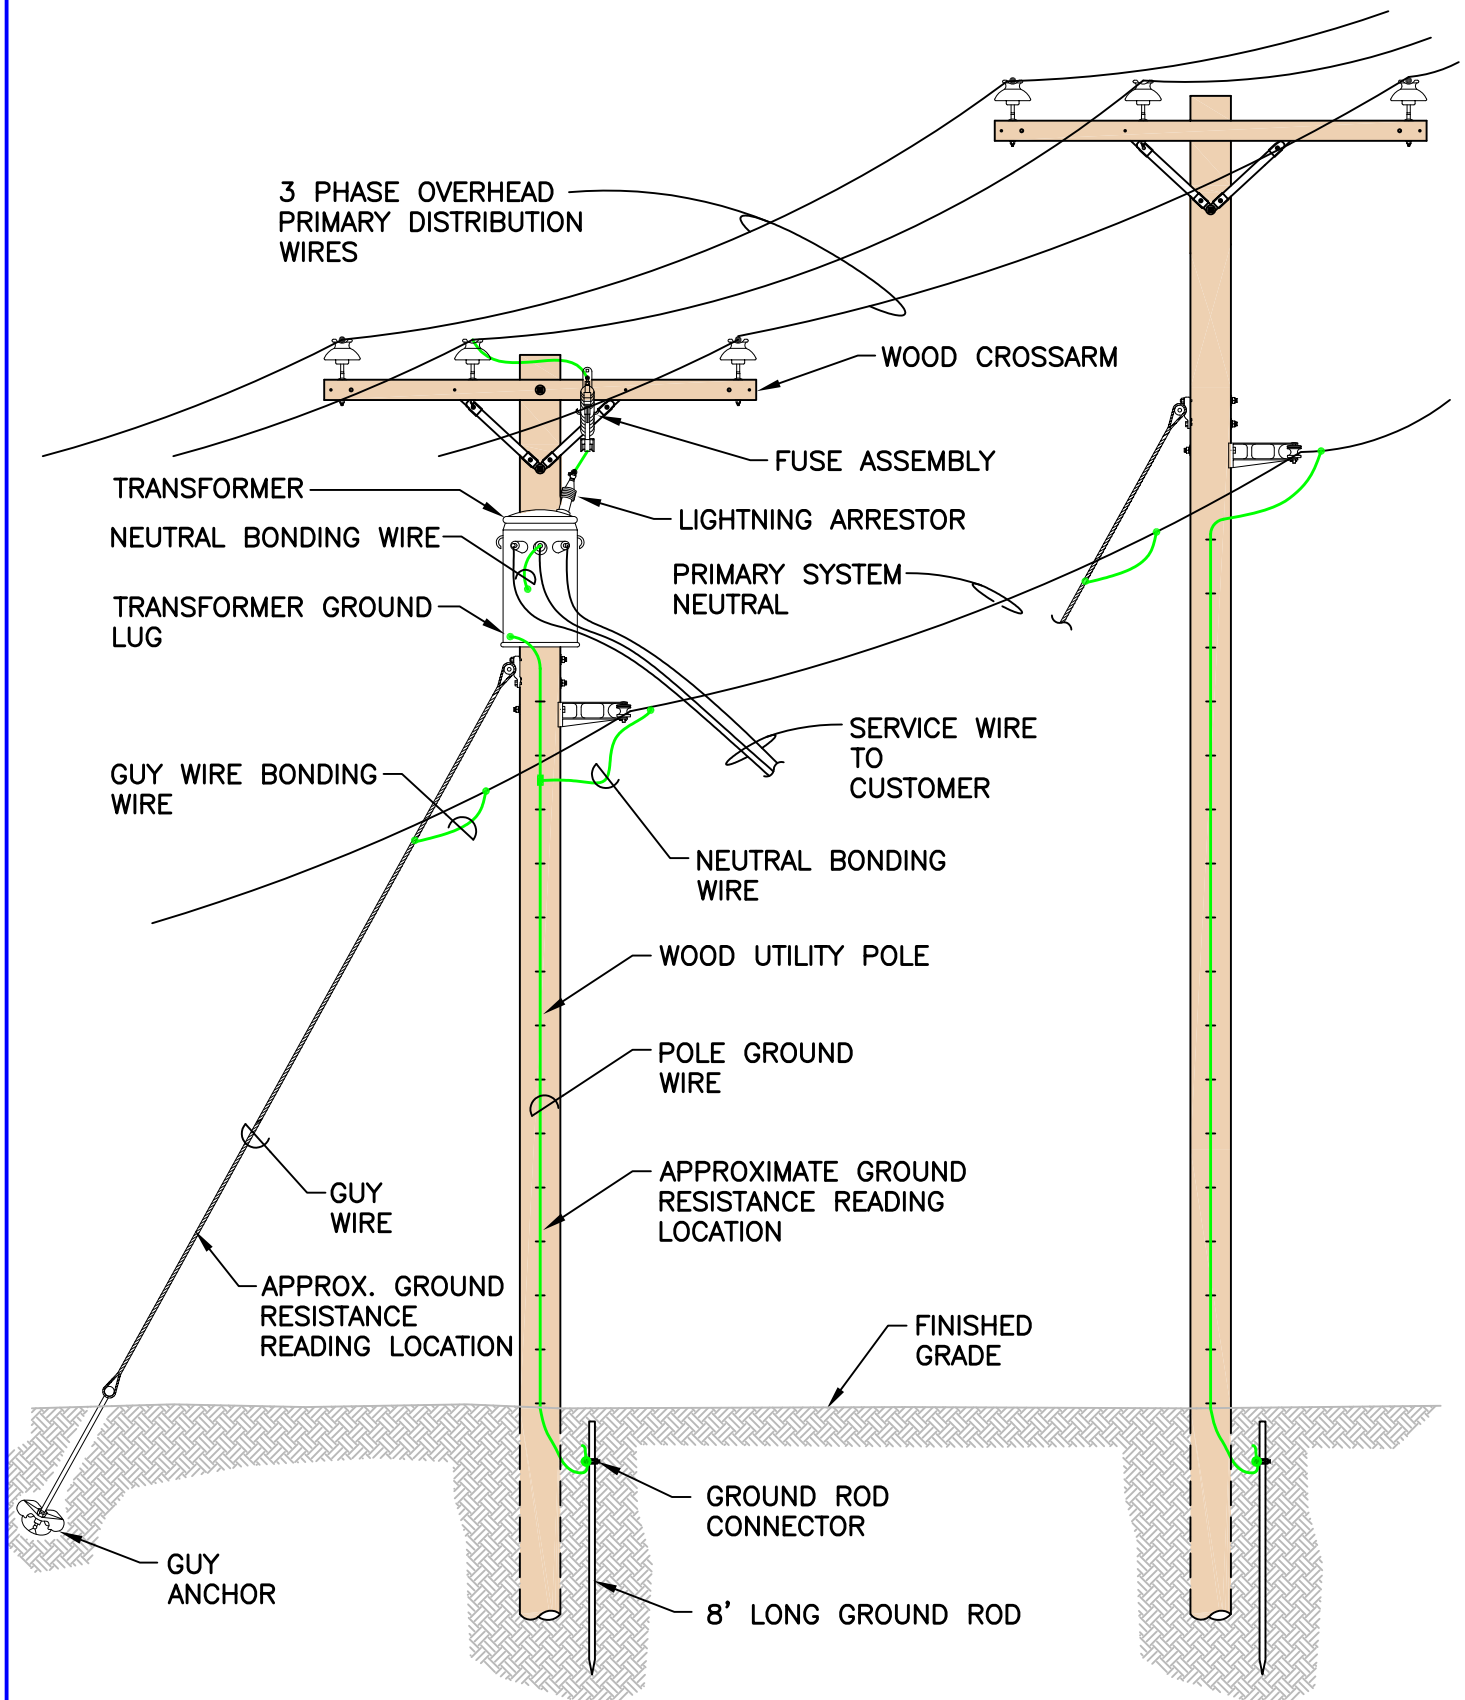 3 PHASE OVERHEAD
PRIMARY DISTRIBUTION
WIRES
WOOD CROSSARM
FUSE ASSEMBLY
TRANSFORMER
LIGHTNING ARRESTOR
NEUTRAL BONDING WIRE
PRIMARY SYSTEM
NEUTRAL
TRANSFORMER GROUND
LUG
SERVICE WIRE
TO
CUSTOMER
GUY WIRE BONDING
WIRE
NEUTRAL BONDING
WIRE
WOOD UTILITY POLE
POLE GROUND
WIRE
APPROXIMATE GROUND
RESISTANCE READING
LOCATION
GUY
WIRE
APPROX. GROUND
RESISTANCE
READING LOCATION
FINISHED
GRADE
GROUND ROD
CONNECTOR
GUY
ANCHOR
8' LONG GROUND ROD